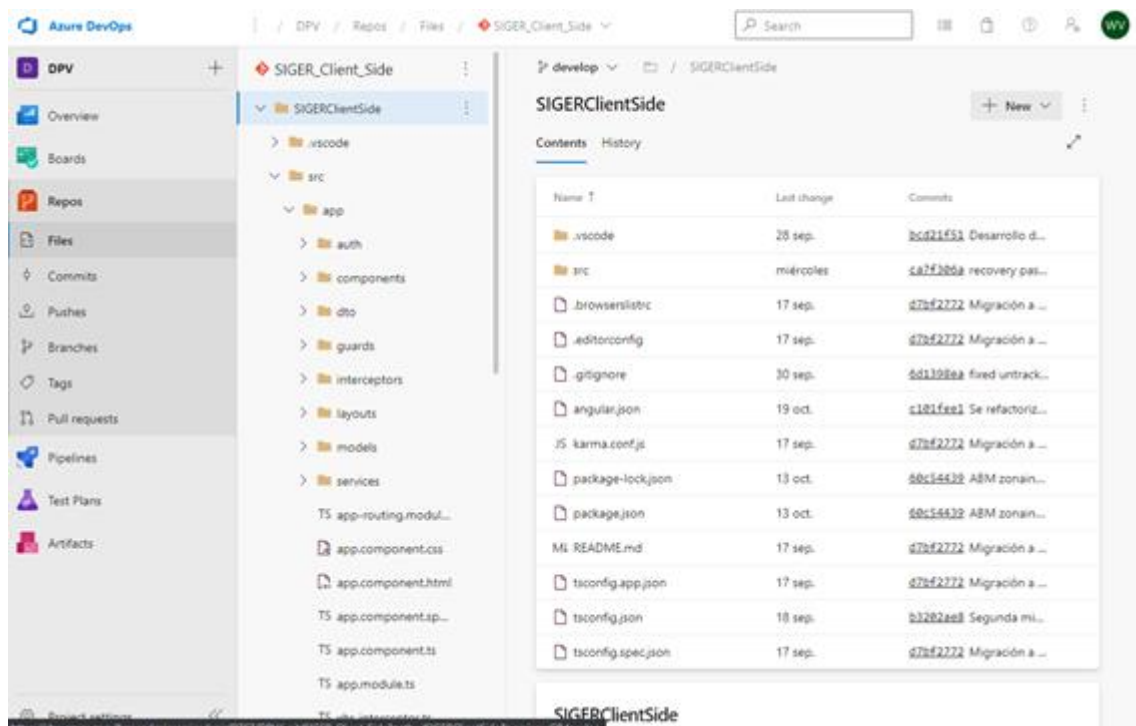 Azure DevOps
/ DPV / Repos / Files / SIGER_Client_Side
Search
WV
D DPV
Overview
Boards
Repos
Files
Commits
Pushes
Branches
Tags
Pull requests
Pipelines
Test Plans
Artifacts
Project settings
SIGER_Client_Side
SIGERClientSide
.vscode
src
app
auth
components
dto
guards
interceptors
layouts
models
services
TS app-routing.modul...
app.component.css
app.component.html
TS app.component.sp...
TS app.component.ts
TS app.module.ts
develop / SIGERClientSide
SIGERClientSide
New
Contents History
Name Last change Commits
.vscode 28 sep. bcd21f51 Desarrollo d...
src miércoles ca7f306a recovery pas...
.browserslistrc 17 sep. d7bf2772 Migración a ...
.editorconfig 17 sep. d7bf2772 Migración a ...
.gitignore 30 sep. 6d1398ea fixed untrack...
angular.json 19 oct. c101fee1 Se refactoriz...
JS karma.conf.js 17 sep. d7bf2772 Migración a ...
package-lock.json 13 oct. 60c54439 ABM zonain...
package.json 13 oct. 60c54439 ABM zonain...
README.md 17 sep. d7bf2772 Migración a ...
tsconfig.app.json 17 sep. d7bf2772 Migración a ...
tsconfig.json 18 sep. b3202ae8 Segunda mi...
tsconfig.spec.json 17 sep. d7bf2772 Migración a ...
SIGERClientSide